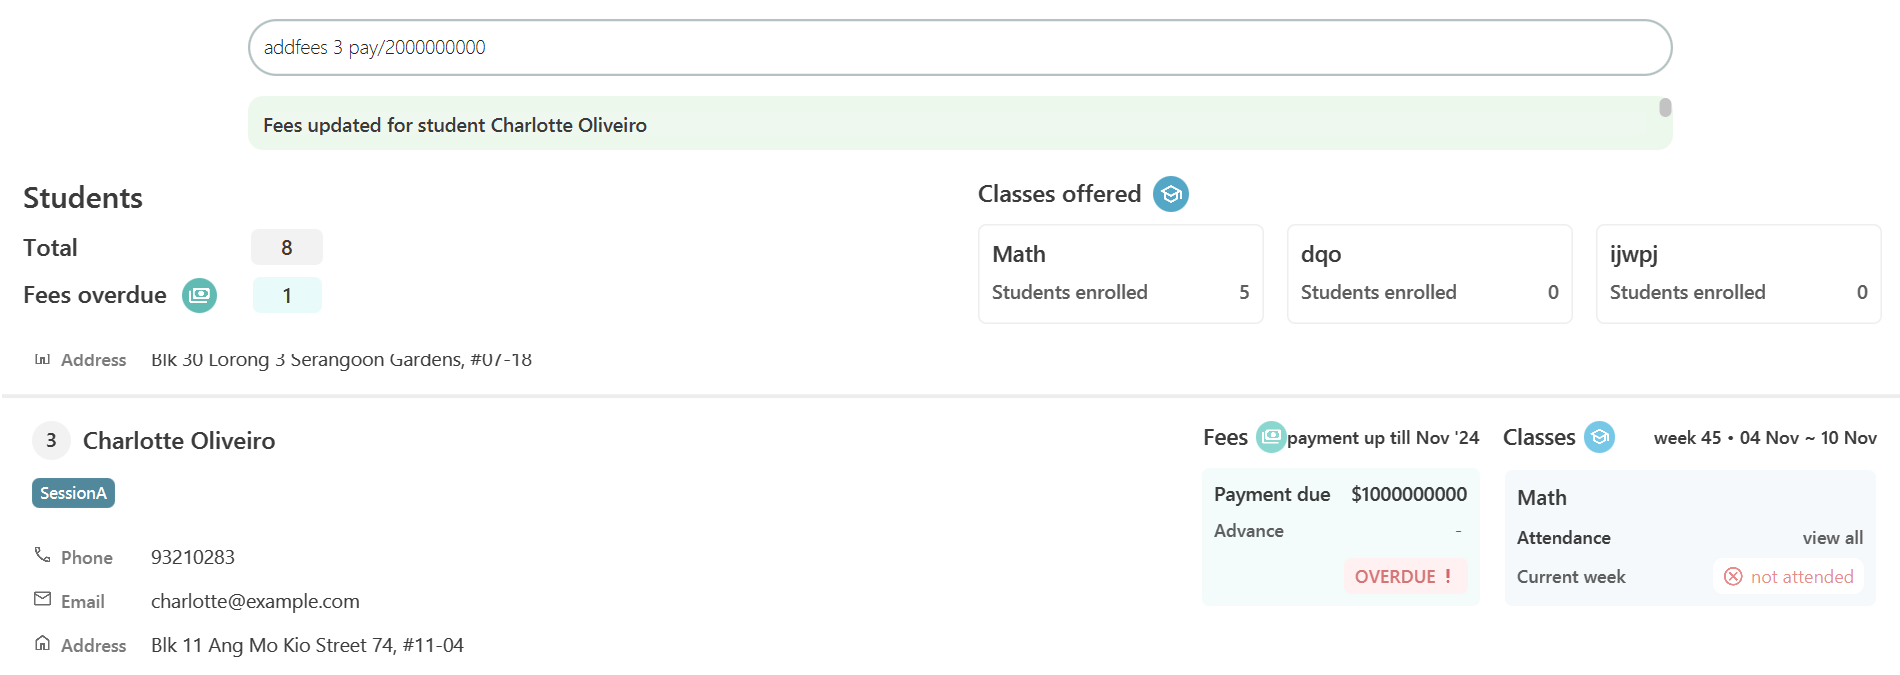 addfees 3 pay/2000000000
Fees updated for student Charlotte Oliveiro
Students
Total 8
Fees overdue 1
Classes offered
Math
Students enrolled 5
dqo
Students enrolled 0
ijwpj
Students enrolled 0
Address Blk 30 Lorong 3 Serangoon Gardens, #07-18
3 Charlotte Oliveiro
SessionA
Phone 93210283
Email charlotte@example.com
Address Blk 11 Ang Mo Kio Street 74, #11-04
Fees payment up till Nov '24
Payment due $1000000000
Advance -
OVERDUE !
Classes week 45 • 04 Nov ~ 10 Nov
Math
Attendance view all
Current week not attended